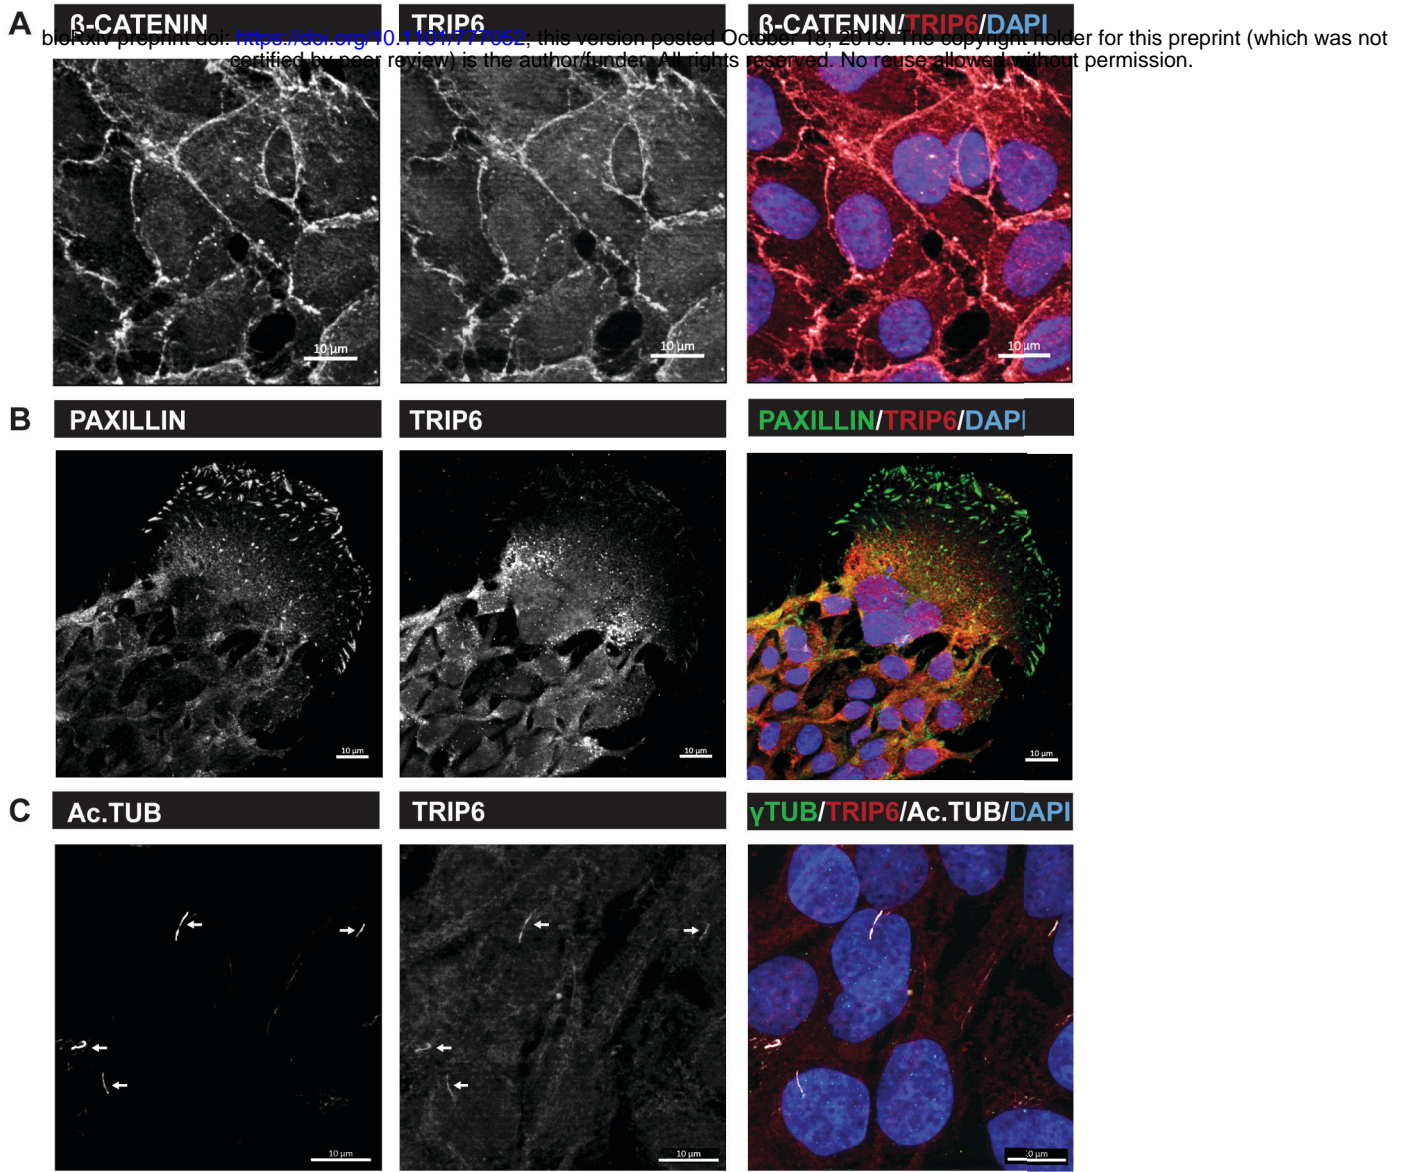 A ß-CATENIN TRIP6 ß-CATENIN/TRIP6/DAPI
bioRxiv preprint doi: https://doi.org/10.1101/777052; this version posted October 18, 2019. The copyright holder for this preprint (which was not
certified by peer review) is the author/funder. All rights reserved. No reuse allowed without permission.
10 µm 10 µm 10 µm
B PAXILLIN TRIP6 PAXILLIN/TRIP6/DAPI
10 µm 10 µm 10 µm
C Ac.TUB TRIP6 γTUB/TRIP6/Ac.TUB/DAPI
10 µm 10 µm 10 µm